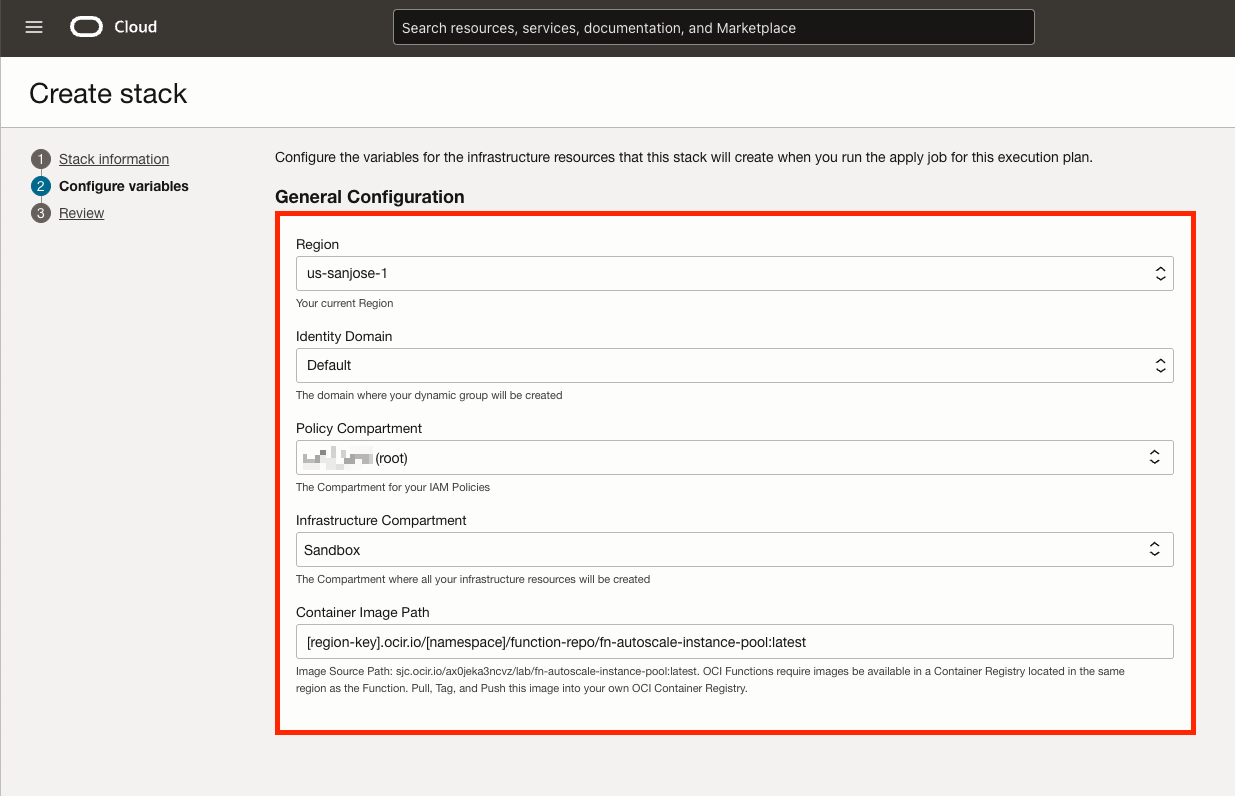 Cloud
Search resources, services, documentation, and Marketplace
Create stack
1 Stack information
2 Configure variables
3 Review
Configure the variables for the infrastructure resources that this stack will create when you run the apply job for this execution plan.
General Configuration
Region
us-sanjose-1
Your current Region
Identity Domain
Default
The domain where your dynamic group will be created
Policy Compartment
(root)
The Compartment for your IAM Policies
Infrastructure Compartment
Sandbox
The Compartment where all your infrastructure resources will be created
Container Image Path
[region-key].ocir.io/[namespace]/function-repo/fn-autoscale-instance-pool:latest
Image Source Path: sjc.ocir.io/ax0jeka3ncvz/lab/fn-autoscale-instance-pool:latest. OCI Functions require images be available in a Container Registry located in the same
region as the Function. Pull, Tag, and Push this image into your own OCI Container Registry.